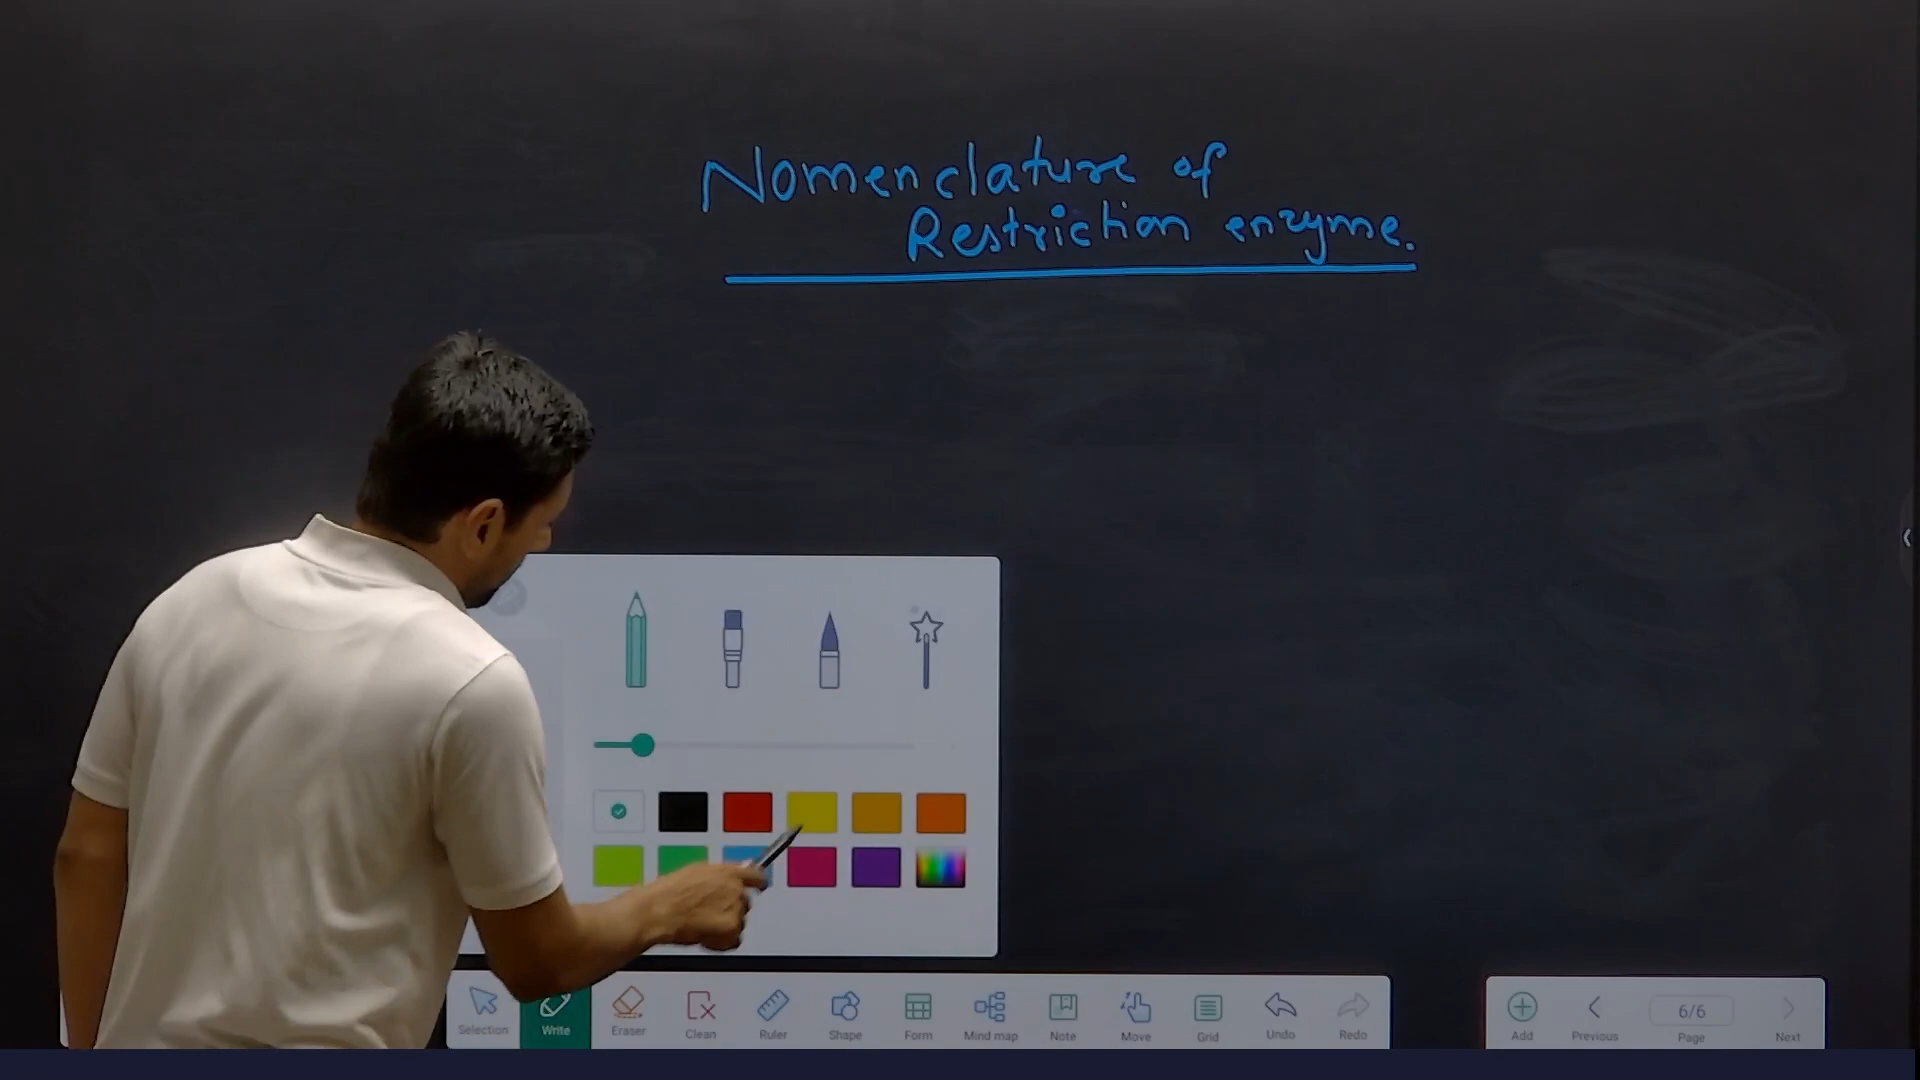 Nomenclature of
Restriction enzyme.
Selection Write Eraser Clean Ruler Shape Form Mind map Note Move Grid Undo Redo
Add Previous 6/6 Page Next